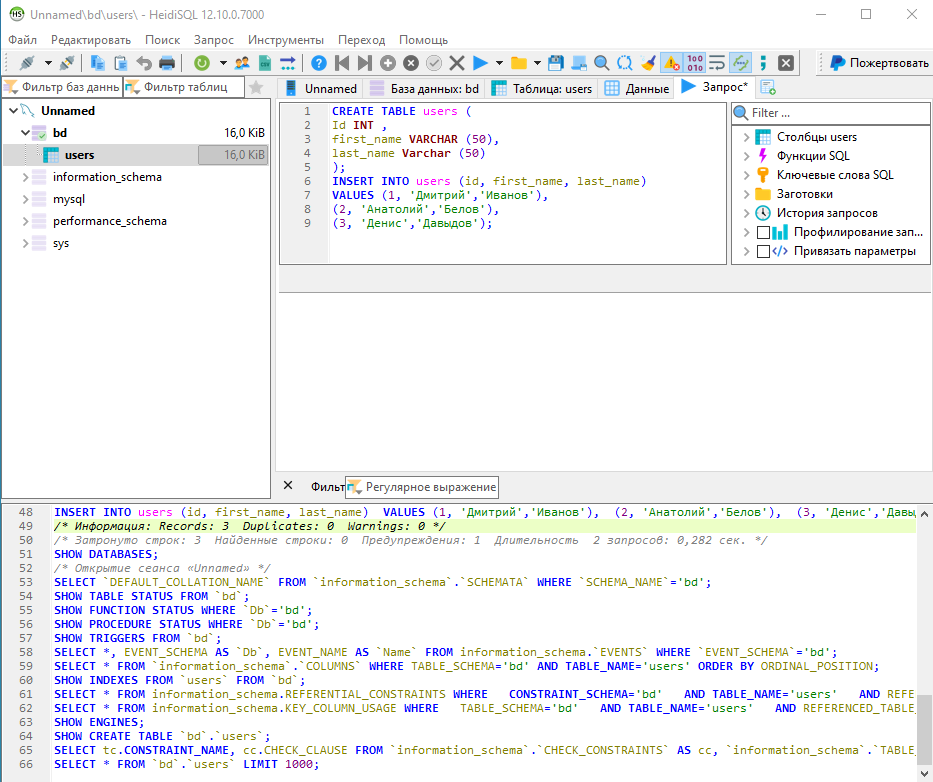 Unnamed\bd\users\ - HeidiSQL 12.10.0.7000
Файл Редактировать Поиск Запрос Инструменты Переход Помощь
Пожертвовать
Фильтр баз данн Фильтр таблиц
Unnamed База данных: bd Таблица: users Данные Запрос*
Unnamed
bd 16,0 KiB
users 16,0 KiB
information_schema
mysql
performance_schema
sys
1 CREATE TABLE users (
2 Id INT ,
3 first_name VARCHAR (50),
4 last_name Varchar (50)
5 );
6 INSERT INTO users (id, first_name, last_name)
7 VALUES (1, 'Дмитрий','Иванов'),
8 (2, 'Анатолий','Белов'),
9 (3, 'Денис','Давыдов');
Filter ...
Столбцы users
Функции SQL
Ключевые слова SQL
Заготовки
История запросов
Профилирование зап...
Привязать параметры
Фильт Регулярное выражение
48 INSERT INTO users (id, first_name, last_name)  VALUES (1, 'Дмитрий','Иванов'),  (2, 'Анатолий','Белов'),  (3, 'Денис','Давы
49 /* Информация: Records: 3  Duplicates: 0  Warnings: 0 */
50 /* Затронуто строк: 3  Найденные строки: 0  Предупреждения: 1  Длительность  2 запросов: 0,282 сек. */
51 SHOW DATABASES;
52 /* Открытие сеанса «Unnamed» */
53 SELECT `DEFAULT_COLLATION_NAME` FROM `information_schema`.`SCHEMATA` WHERE `SCHEMA_NAME`='bd';
54 SHOW TABLE STATUS FROM `bd`;
55 SHOW FUNCTION STATUS WHERE `Db`='bd';
56 SHOW PROCEDURE STATUS WHERE `Db`='bd';
57 SHOW TRIGGERS FROM `bd`;
58 SELECT *, EVENT_SCHEMA AS `Db`, EVENT_NAME AS `Name` FROM information_schema.`EVENTS` WHERE `EVENT_SCHEMA`='bd';
59 SELECT * FROM `information_schema`.`COLUMNS` WHERE TABLE_SCHEMA='bd' AND TABLE_NAME='users' ORDER BY ORDINAL_POSITION;
60 SHOW INDEXES FROM `users` FROM `bd`;
61 SELECT * FROM information_schema.REFERENTIAL_CONSTRAINTS WHERE   CONSTRAINT_SCHEMA='bd'   AND TABLE_NAME='users'   AND REFE
62 SELECT * FROM information_schema.KEY_COLUMN_USAGE WHERE   TABLE_SCHEMA='bd'   AND TABLE_NAME='users'   AND REFERENCED_TABLE_
63 SHOW ENGINES;
64 SHOW CREATE TABLE `bd`.`users`;
65 SELECT tc.CONSTRAINT_NAME, cc.CHECK_CLAUSE FROM `information_schema`.`CHECK_CONSTRAINTS` AS cc, `information_schema`.`TABLE_
66 SELECT * FROM `bd`.`users` LIMIT 1000;